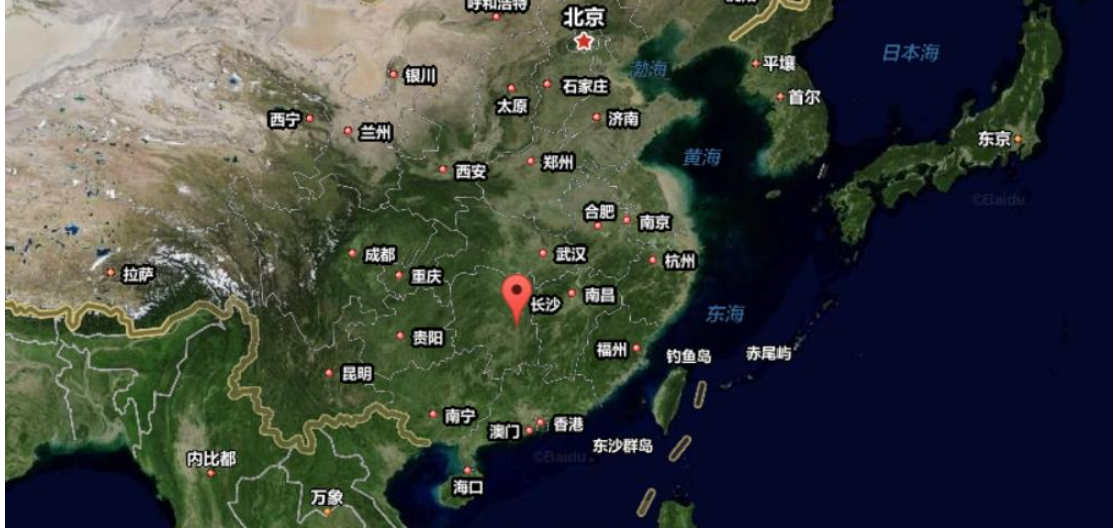 呼和浩特
北京
日本海
渤海
平壤
银川
石家庄
太原
首尔
济南
西宁
兰州
东京
黄海
郑州
西安
©Baidu
合肥
南京
成都
武汉
杭州
拉萨
重庆
南昌
长沙
东海
贵阳
福州
钓鱼岛
赤尾屿
昆明
南宁
香港
澳门
东沙群岛
内比都
©Baidu
海口
万象